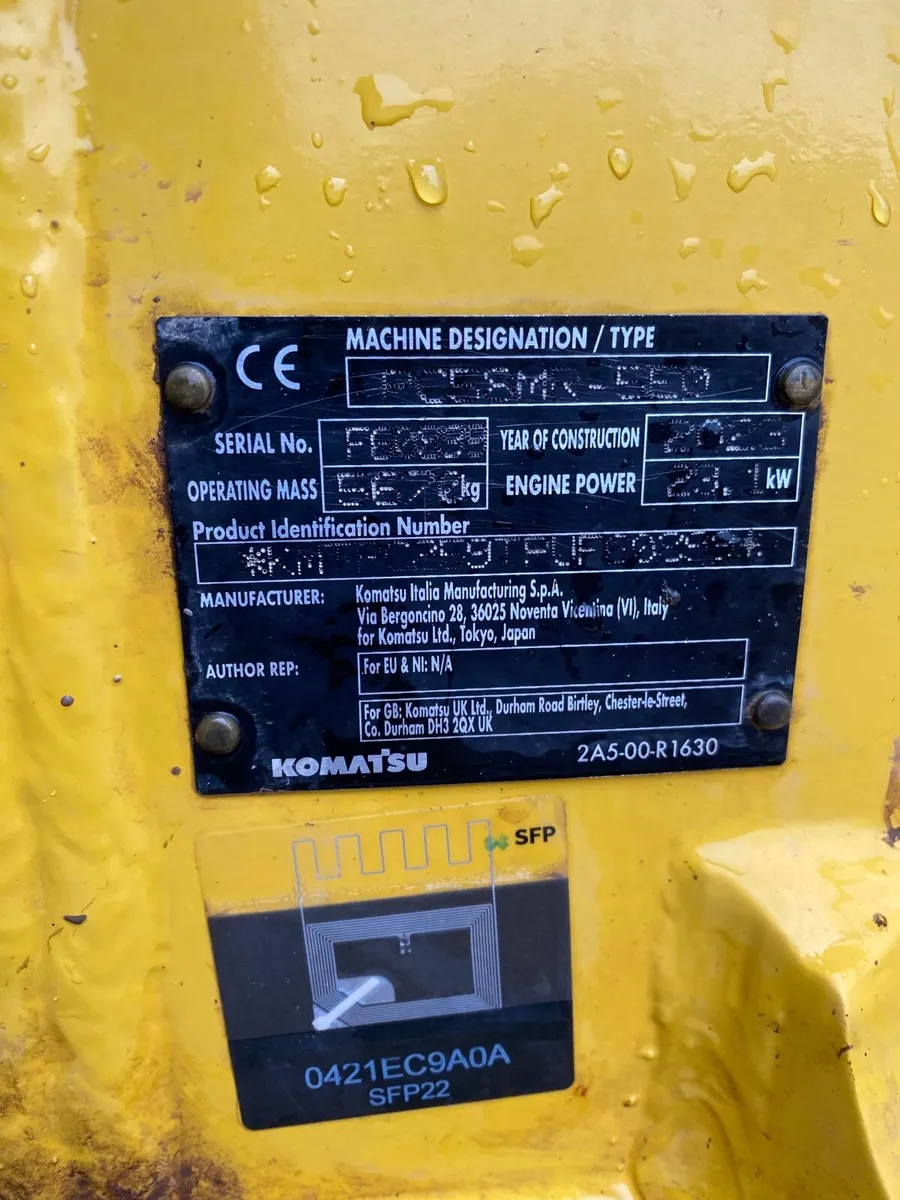 CE
MACHINE DESIGNATION / TYPE
SERIAL No.
YEAR OF CONSTRUCTION
OPERATING MASS kg
ENGINE POWER kW
Product Identification Number
MANUFACTURER: Komatsu Italia Manufacturing S.p.A.
Via Bergoncino 28, 36025 Noventa Vicentina (VI), Italy
for Komatsu Ltd., Tokyo, Japan
AUTHOR REP: For EU & NI: N/A
For GB: Komatsu UK Ltd., Durham Road Birtley, Chester-le-Street,
Co. Durham DH3 2QX UK
KOMATSU 2A5-00-R1630
SFP
0421EC9A0A
SFP22